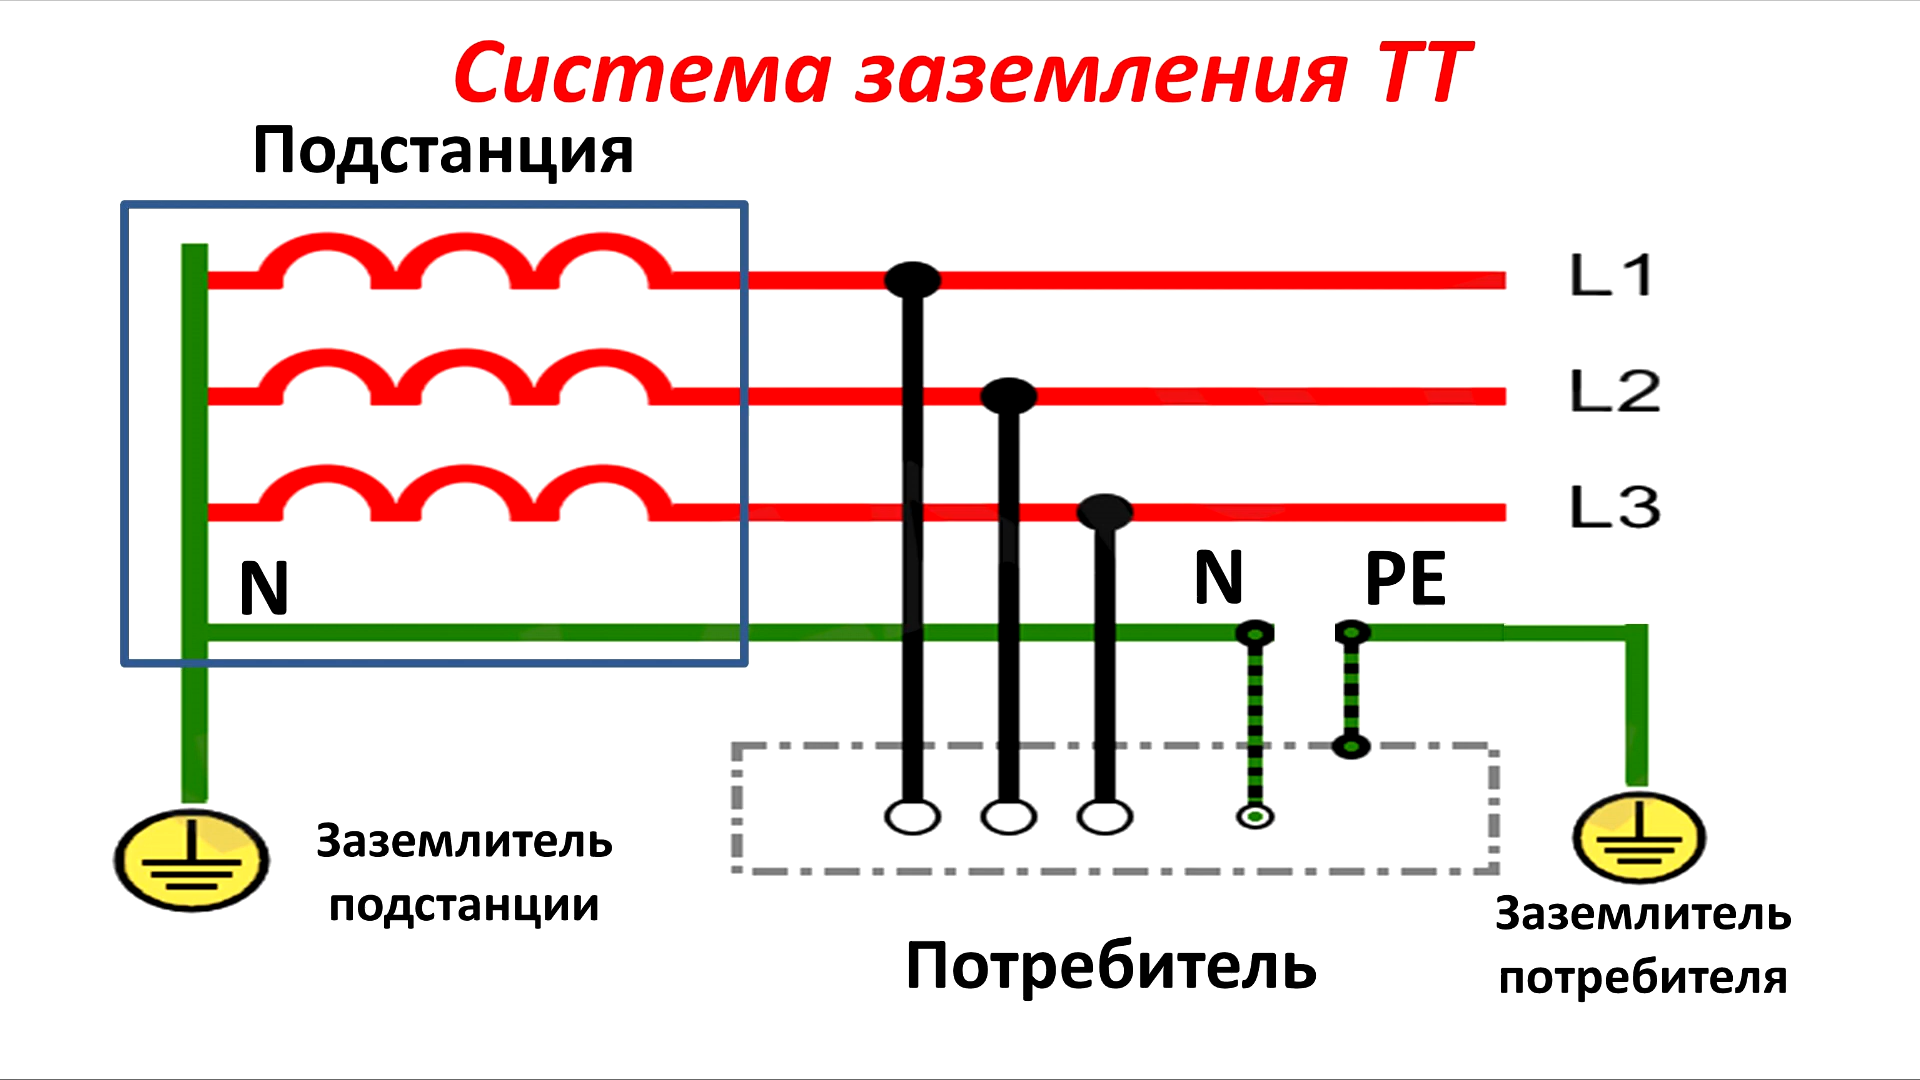 Система заземления ТТ
Подстанция
L1
L2
L3
N
N
PE
Заземлитель
подстанции
Потребитель
Заземлитель
потребителя